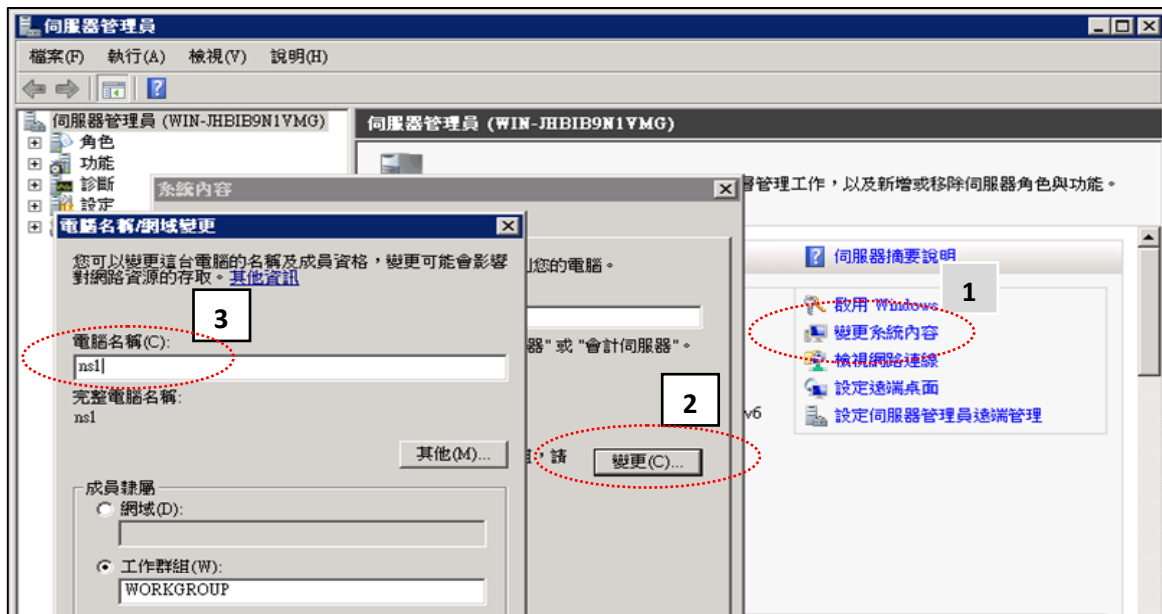 伺服器管理員
檔案(F) 執行(A) 檢視(V) 說明(H)
伺服器管理員 (WIN-JHBIB9N1VMG)
角色
功能
診斷
設定
伺服器管理員 (WIN-JHBIB9N1VMG)
層管理工作，以及新增或移除伺服器角色與功能。
系統內容
您的電腦。
器" 或 "會計伺服器"。
，請
2
變更(C)...
電腦名稱/網域變更
您可以變更這台電腦的名稱及成員資格，變更可能會影響
對網路資源的存取。其他資訊
3
電腦名稱(C):
ns1
完整電腦名稱:
ns1
其他(M)...
成員隸屬
網域(D):
工作群組(W):
WORKGROUP
伺服器摘要說明
1
啟用 Windows
變更系統內容
檢視網路連線
設定遠端桌面
設定伺服器管理員遠端管理
v6